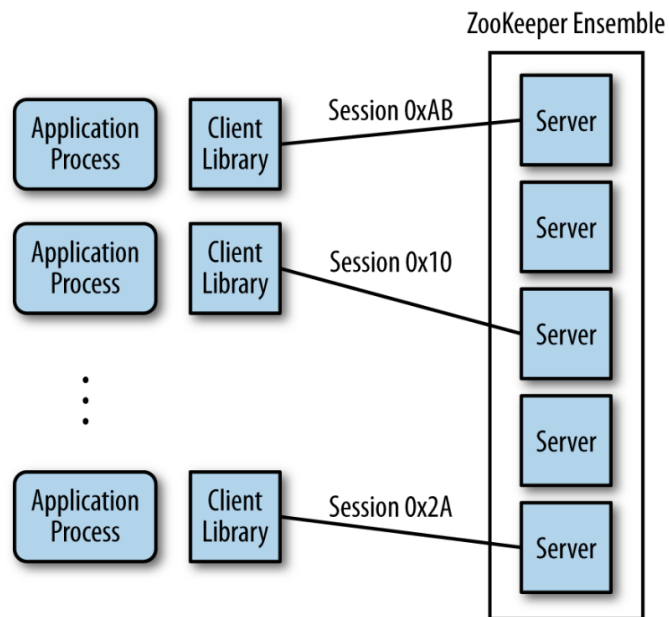 ZooKeeper Ensemble
Application
Process
Client
Library
Session 0xAB
Server
Server
Application
Process
Client
Library
Session 0x10
Server
Server
Application
Process
Client
Library
Session 0x2A
Server